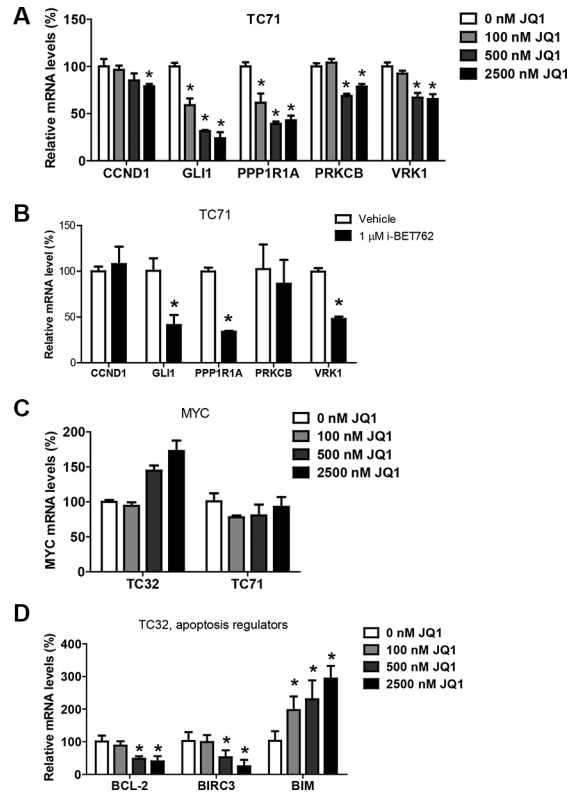 A
TC71
Relative mRNA levels (%)
150
100
50
0
* * * * * * * * * * *
CCND1 GLI1 PPP1R1A PRKCB VRK1
0 nM JQ1
100 nM JQ1
500 nM JQ1
2500 nM JQ1
B
TC71
Relative mRNA level (%)
150
100
50
0
* * *
CCND1 GLI1 PPP1R1A PRKCB VRK1
Vehicle
1 μM i-BET762
C
MYC
MYC mRNA levels (%)
200
150
100
50
0
TC32 TC71
0 nM JQ1
100 nM JQ1
500 nM JQ1
2500 nM JQ1
D
TC32, apoptosis regulators
Relative mRNA levels (%)
400
300
200
100
0
* * * * * * *
BCL-2 BIRC3 BIM
0 nM JQ1
100 nM JQ1
500 nM JQ1
2500 nM JQ1